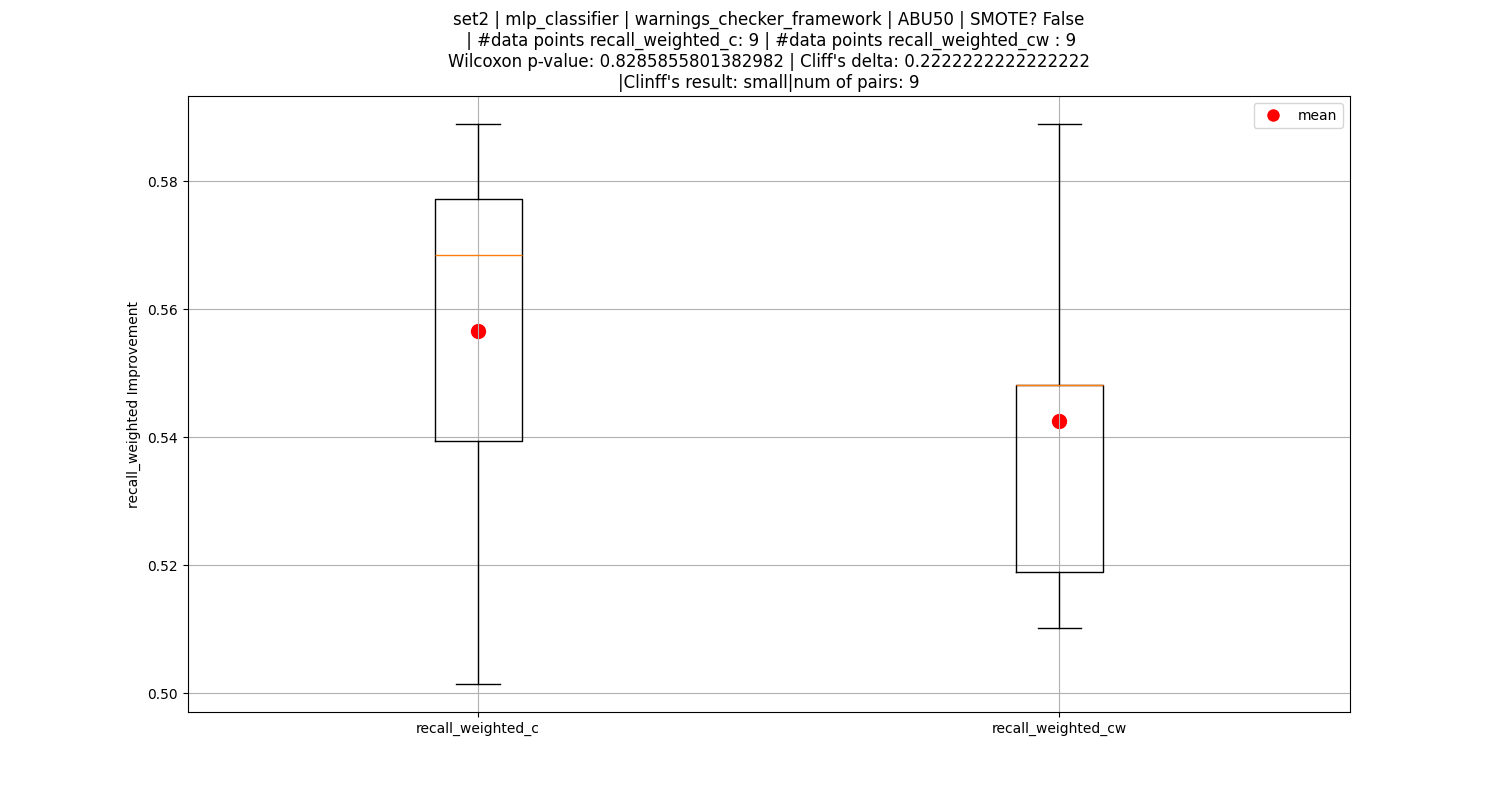 set2 | mlp_classifier | warnings_checker_framework | ABU50 | SMOTE? False
| #data points recall_weighted_c: 9 | #data points recall_weighted_cw : 9
Wilcoxon p-value: 0.8285855801382982 | Cliff's delta: 0.2222222222222222
|Clinff's result: small|num of pairs: 9
mean
0.58
0.56
0.54
0.52
0.50
recall_weighted Improvement
recall_weighted_c
recall_weighted_cw